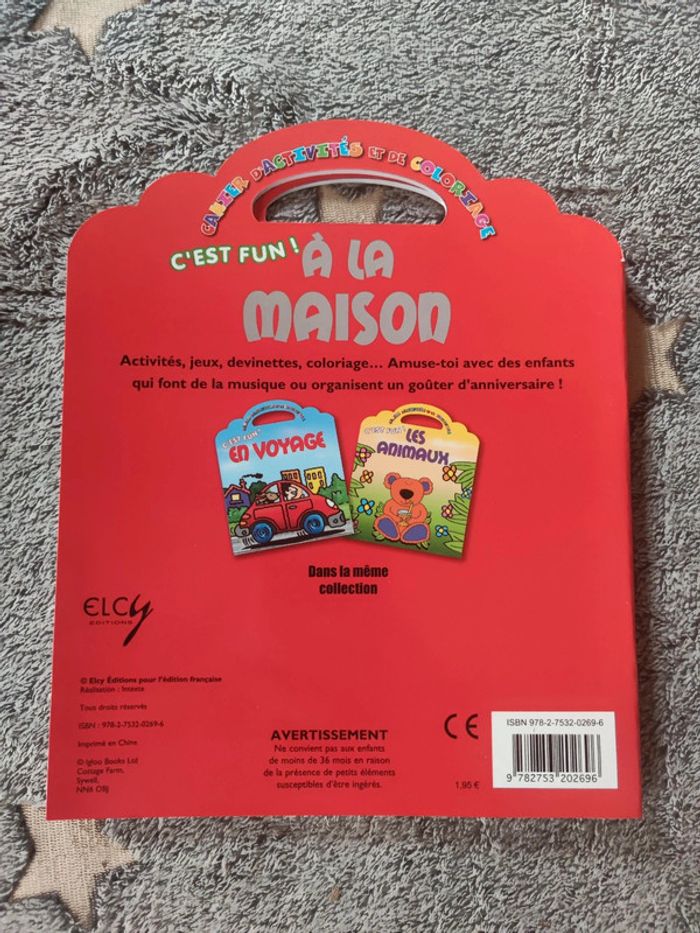 CAHIER D'ACTIVITÉS ET DE COLORIAGE
C'EST FUN !
À LA
MAISON
Activités, jeux, devinettes, coloriage... Amuse-toi avec des enfants
qui font de la musique ou organisent un goûter d'anniversaire !
C'EST FUN !
EN VOYAGE
C'EST FUN !
LES
ANIMAUX
Dans la même
collection
ELCY
ÉDITIONS
© Elcy Éditions pour l'édition française
Réalisation : Intexte
Tous droits réservés
ISBN : 978-2-7532-0269-6
Imprimé en Chine
© Igloo Books Ltd
Cottage Farm,
Sywell,
NN6 OBJ
AVERTISSEMENT
Ne convient pas aux enfants
de moins de 36 mois en raison
de la présence de petits éléments
susceptibles d'être ingérés.
CE
1,95 €
ISBN 978-2-7532-0269-6
9 782753 202696